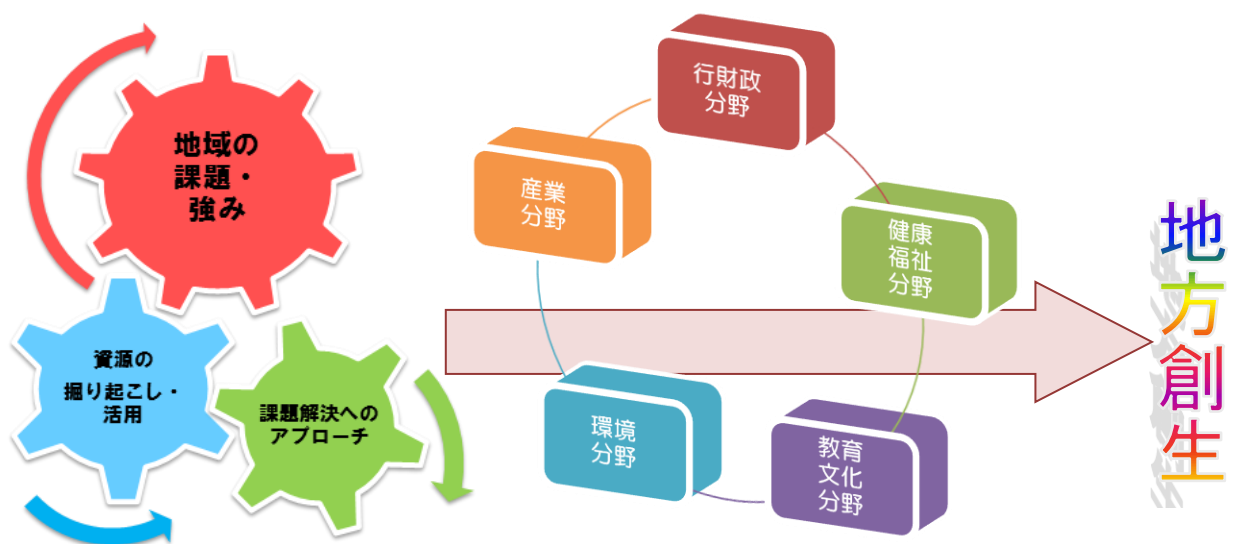 地域の
課題・
強み
資源の
掘り起こし・
活用
課題解決への
アプローチ
行財政
分野
産業
分野
健康
福祉
分野
環境
分野
教育
文化
分野
地方創生